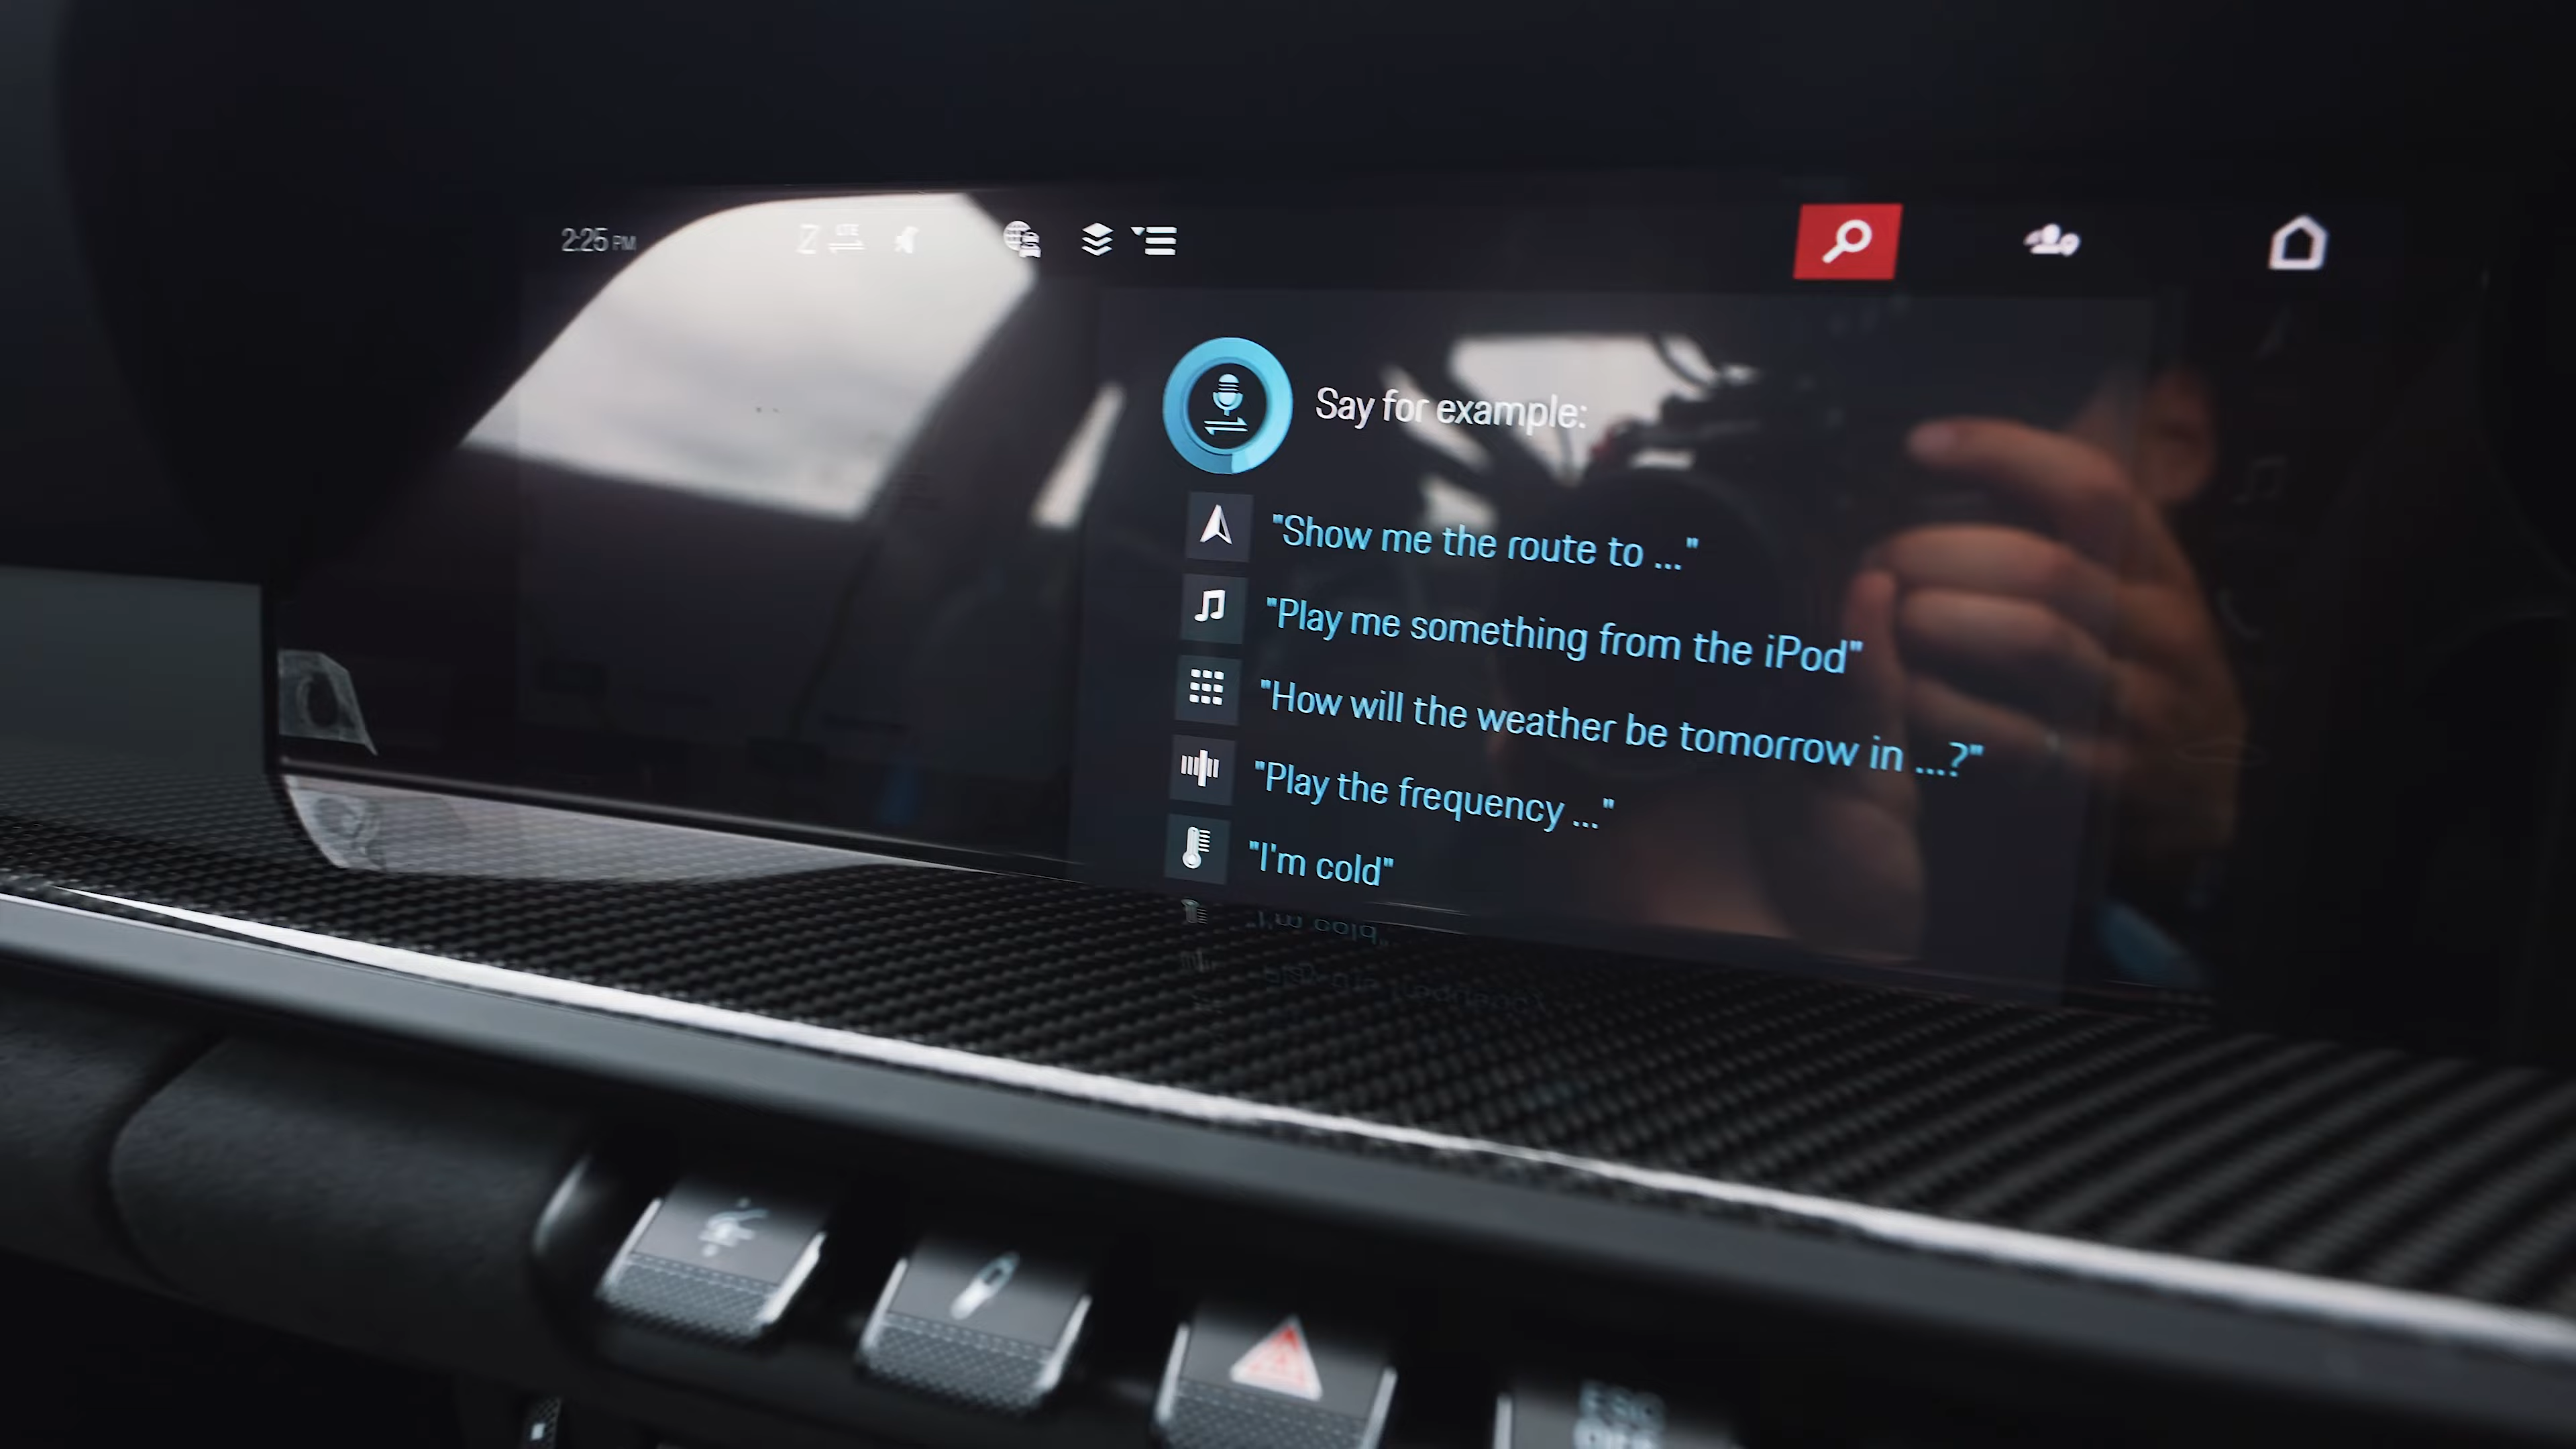 2:25 PM
LTE
Say for example:
"Show me the route to ..."
"Play me something from the iPod"
"How will the weather be tomorrow in ...?"
"Play the frequency ..."
"I'm cold"